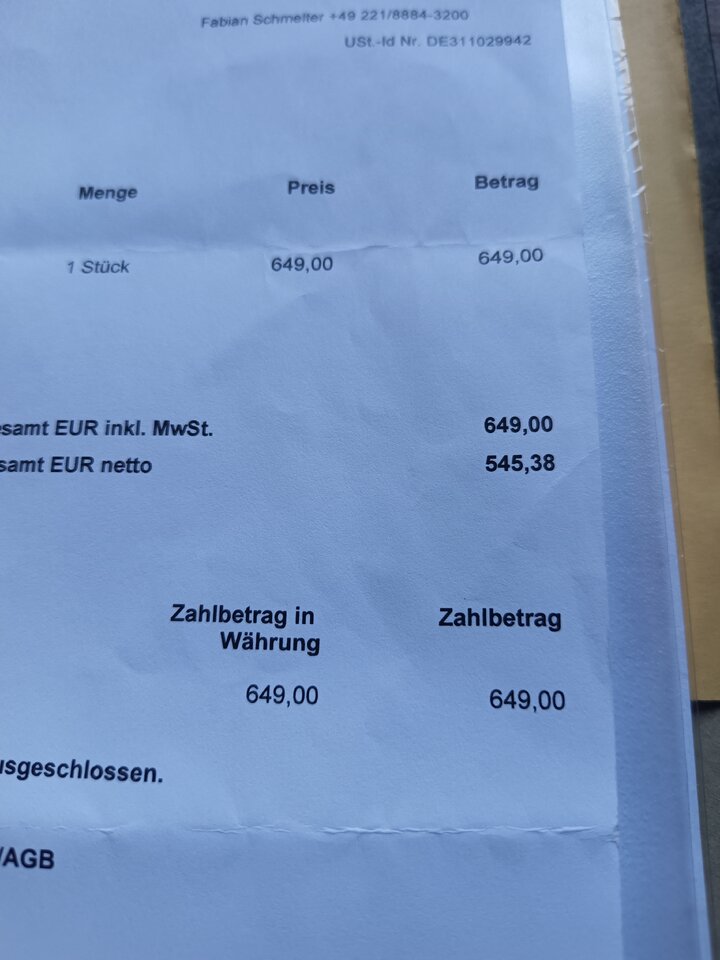 Fabian Schmelter +49 221/8884-3200
USt.-Id Nr. DE311029942
Menge Preis Betrag
1 Stück 649,00 649,00
esamt EUR inkl. MwSt. 649,00
samt EUR netto 545,38
Zahlbetrag in Zahlbetrag
Währung
649,00 649,00
usgeschlossen.
/AGB